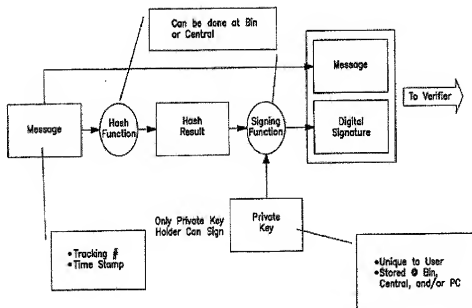 Can be done at Bin
or Central
Message
To Verifier
Message
Hash
Function
Hash
Result
Signing
Function
Digital
Signature
Only Private Key
Holder Can Sign
Private
Key
•Tracking #
•Time Stamp
•Unique to User
•Stored @ Bin,
Central, and/or PC